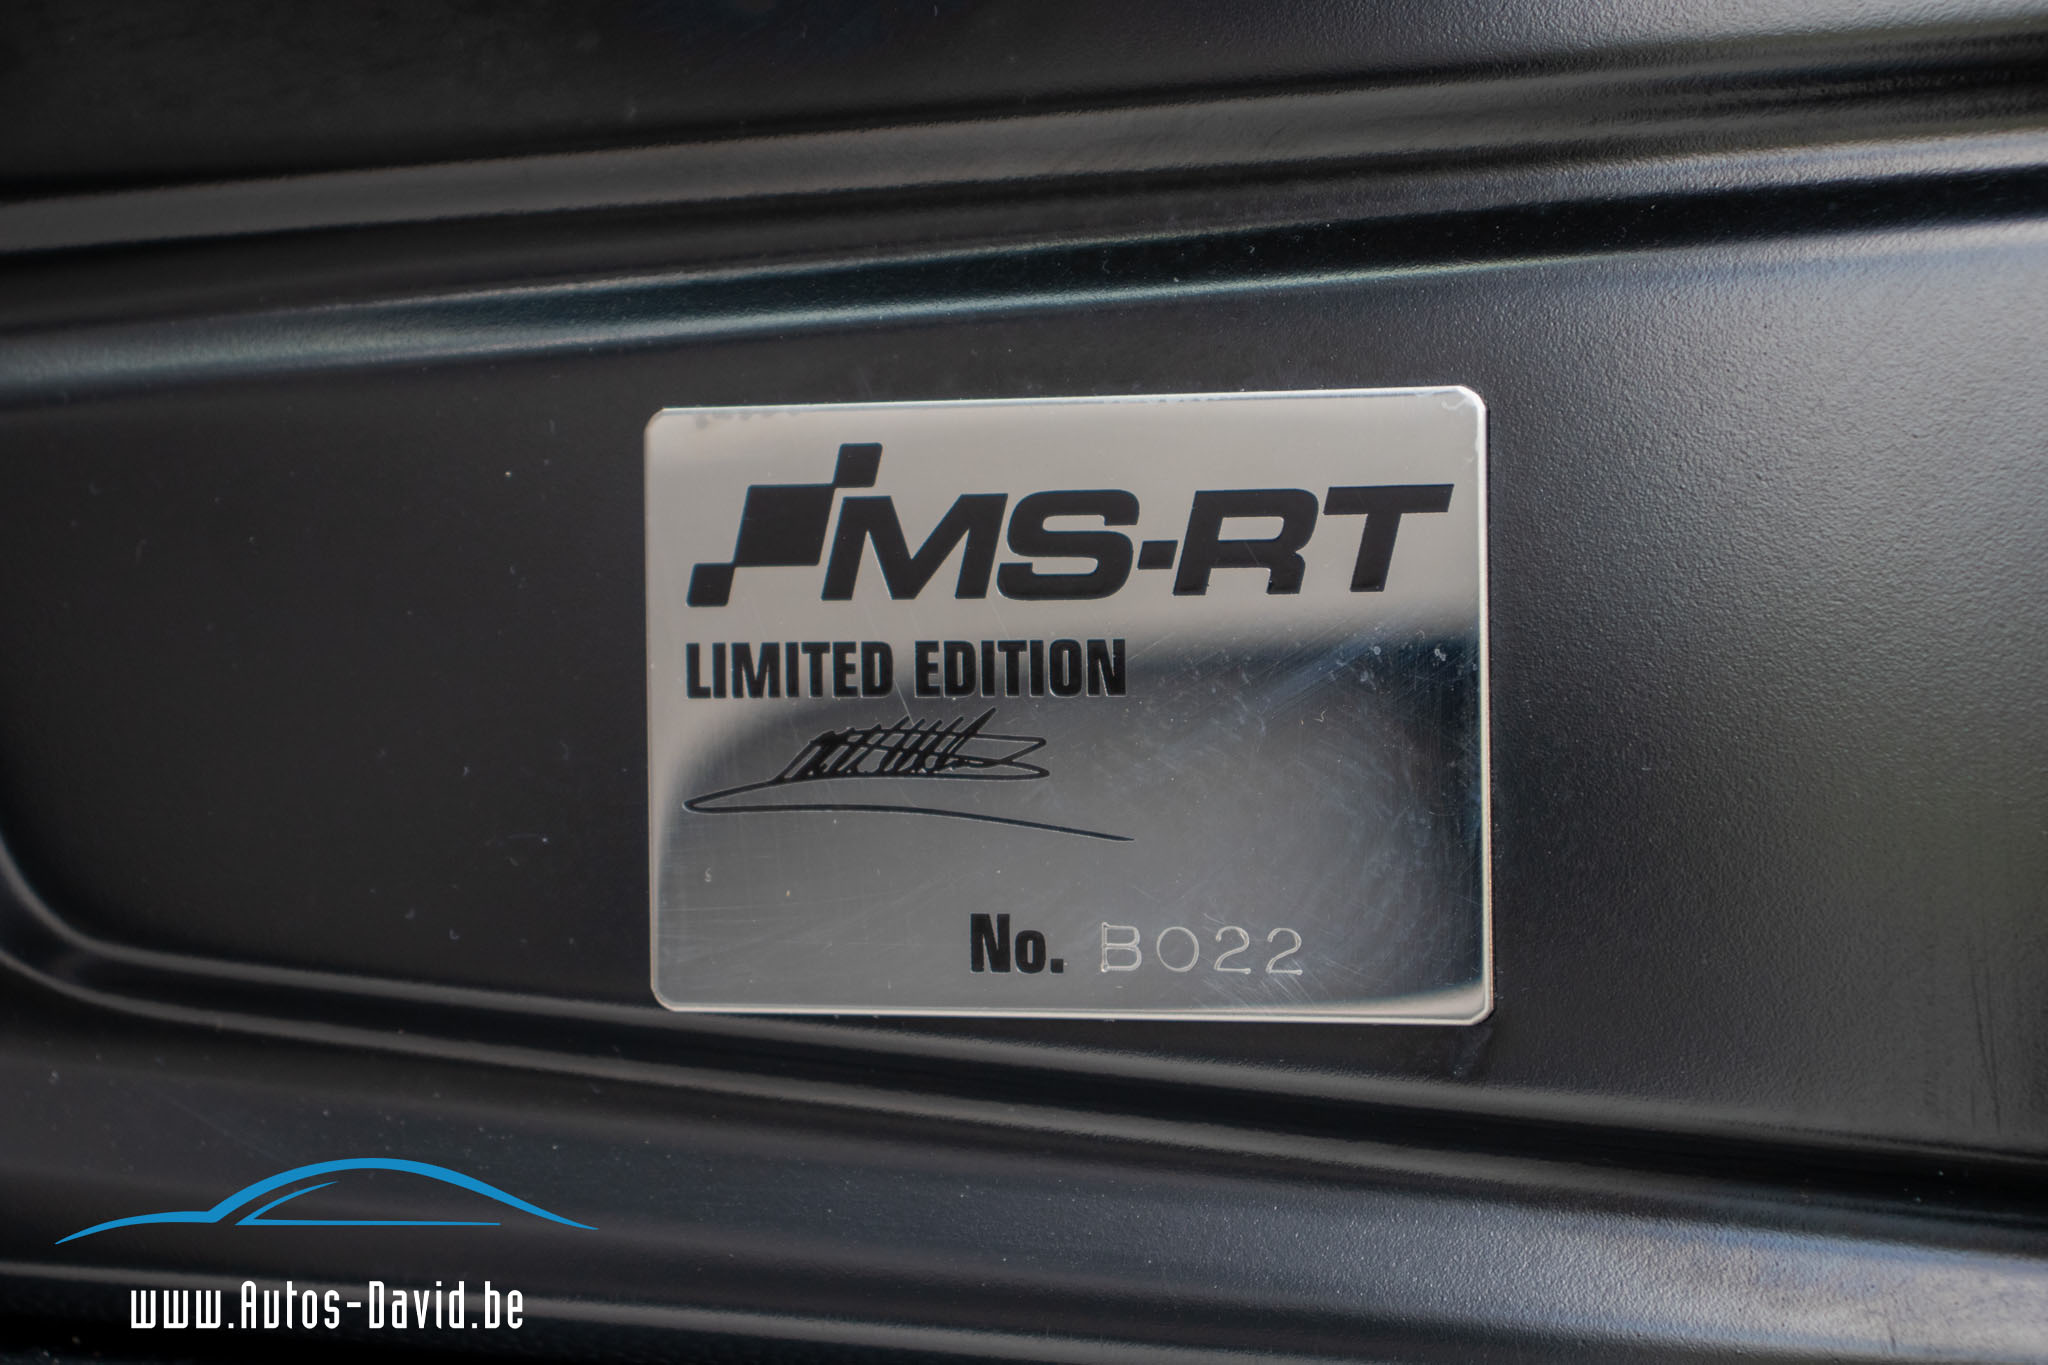 MS-RT
LIMITED EDITION
No. B022
www.Autos-David.be